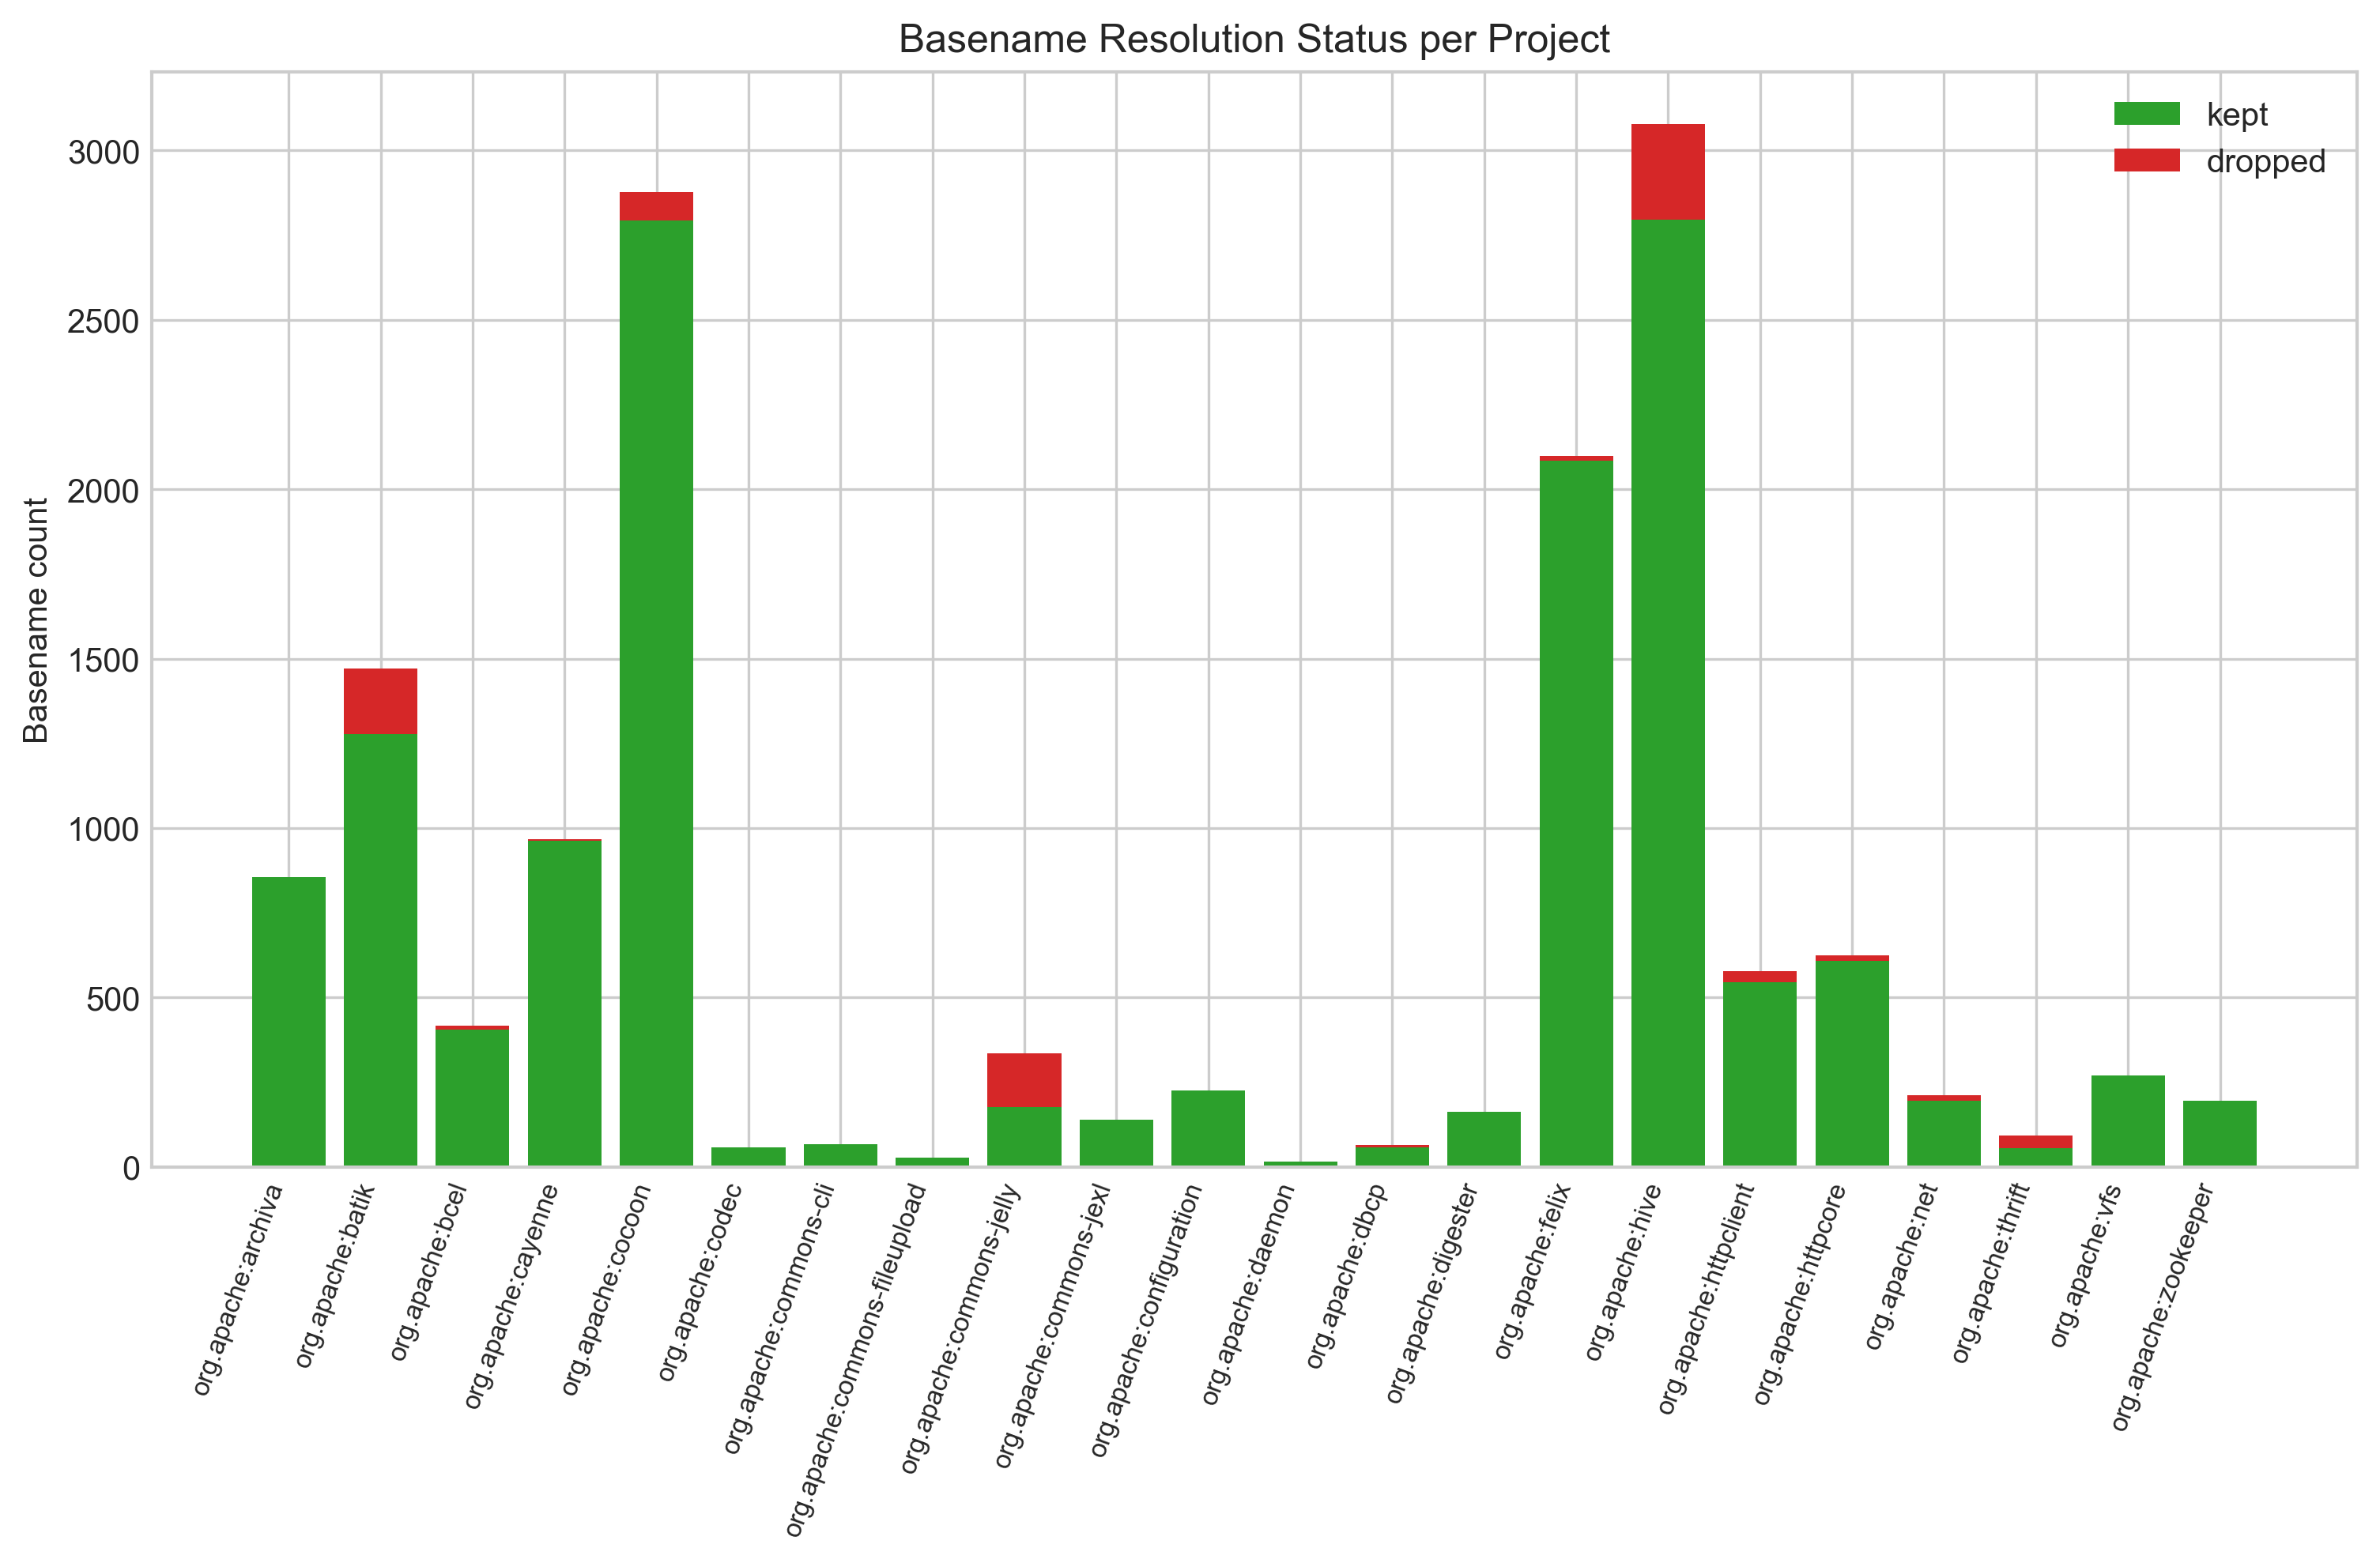 Basename Resolution Status per Project
kept
dropped
Basename count
3000
2500
2000
1500
1000
500
0
org.apache:archiva
org.apache:batik
org.apache:bcel
org.apache:cayenne
org.apache:cocoon
org.apache:codec
org.apache:commons-cli
org.apache:commons-fileupload
org.apache:commons-jelly
org.apache:commons-jexl
org.apache:configuration
org.apache:daemon
org.apache:dbcp
org.apache:digester
org.apache:felix
org.apache:hive
org.apache:httpclient
org.apache:httpcore
org.apache:net
org.apache:thrift
org.apache:vfs
org.apache:zookeeper